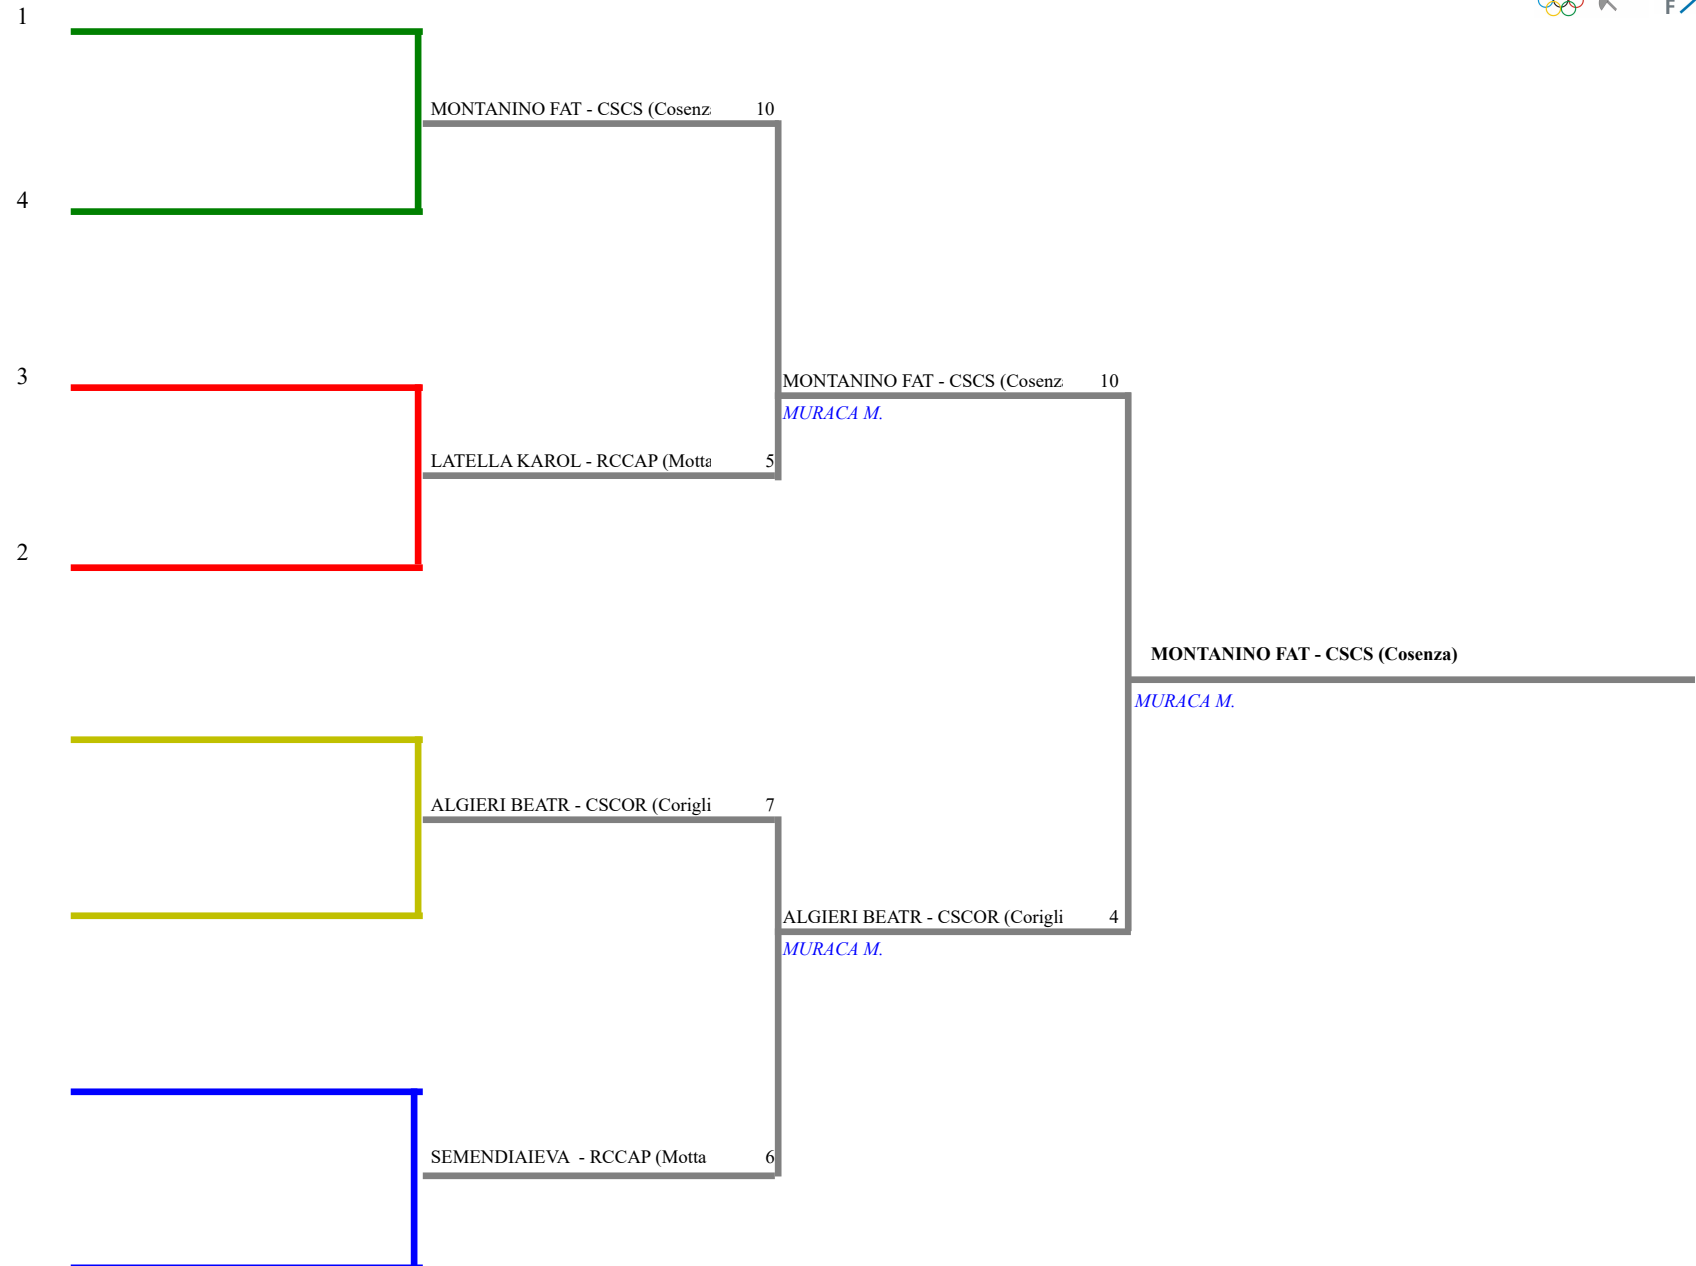 1
F
MONTANINO FAT - CSCS (Cosenz 10
4
3
MONTANINO FAT - CSCS (Cosenz 10
MURACA M.
LATELLA KAROL - RCCAP (Motta 5
2
MONTANINO FAT - CSCS (Cosenza)
MURACA M.
ALGIERI BEATR - CSCOR (Corigli 7
ALGIERI BEATR - CSCOR (Corigli 4
MURACA M.
SEMENDIAIEVA - RCCAP (Motta 6